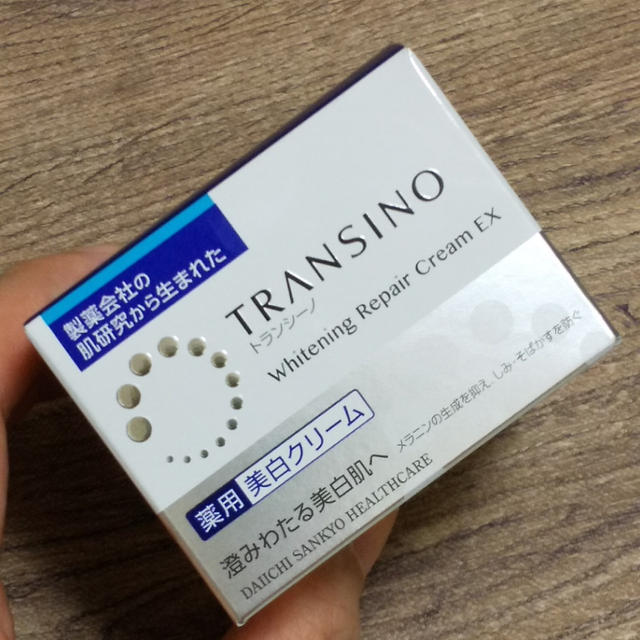 製薬会社の
肌研究から生まれた
TRANSINO
トランシーノ
Whitening Repair Cream EX
薬用 美白クリーム
澄みわたる美白肌へ メラニンの生成を抑え、しみ・そばかすを防ぐ
DAIICHI SANKYO HEALTHCARE